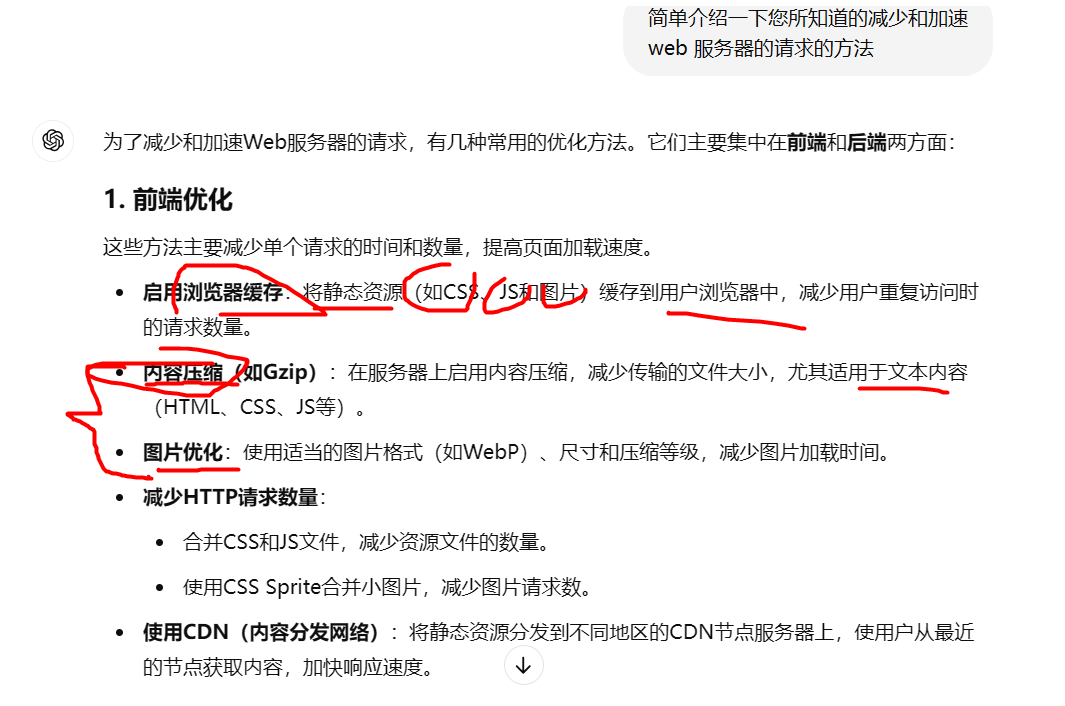 简单介绍一下您所知道的减少和加速
web 服务器的请求的方法
为了减少和加速Web服务器的请求，有几种常用的优化方法。它们主要集中在前端和后端两方面：
1. 前端优化
这些方法主要减少单个请求的时间和数量，提高页面加载速度。
启用浏览器缓存：将静态资源（如CSS、JS和图片）缓存到用户浏览器中，减少用户重复访问时
的请求数量。
内容压缩（如Gzip）：在服务器上启用内容压缩，减少传输的文件大小，尤其适用于文本内容
（HTML、CSS、JS等）。
图片优化：使用适当的图片格式（如WebP）、尺寸和压缩等级，减少图片加载时间。
减少HTTP请求数量：
合并CSS和JS文件，减少资源文件的数量。
使用CSS Sprite合并小图片，减少图片请求数。
使用CDN（内容分发网络）：将静态资源分发到不同地区的CDN节点服务器上，使用户从最近
的节点获取内容，加快响应速度。